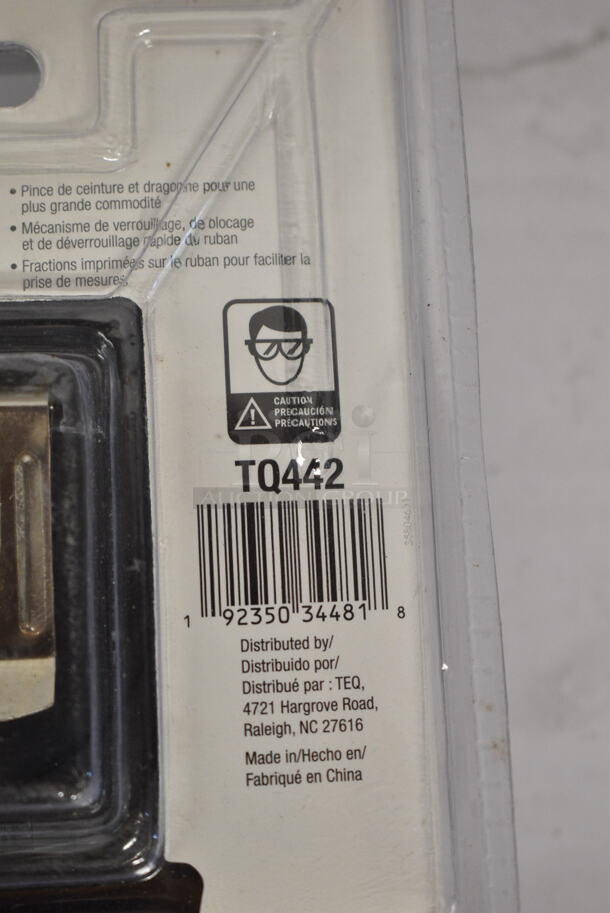 • Pince de ceinture et dragonne pour une
plus grande commodité
• Mécanisme de verrouillage, de blocage
et de déverrouillage rapide du ruban
• Fractions imprimées sur le ruban pour faciliter la
prise de mesures
CAUTION
PRECAUCIÓN
PRÉCAUTIONS
TQ442
AUCTION GROUP
1 92350 34481 8
Distributed by/
Distribuido por/
Distribué par : TEQ,
4721 Hargrove Road,
Raleigh, NC 27616
Made in/Hecho en/
Fabriqué en China